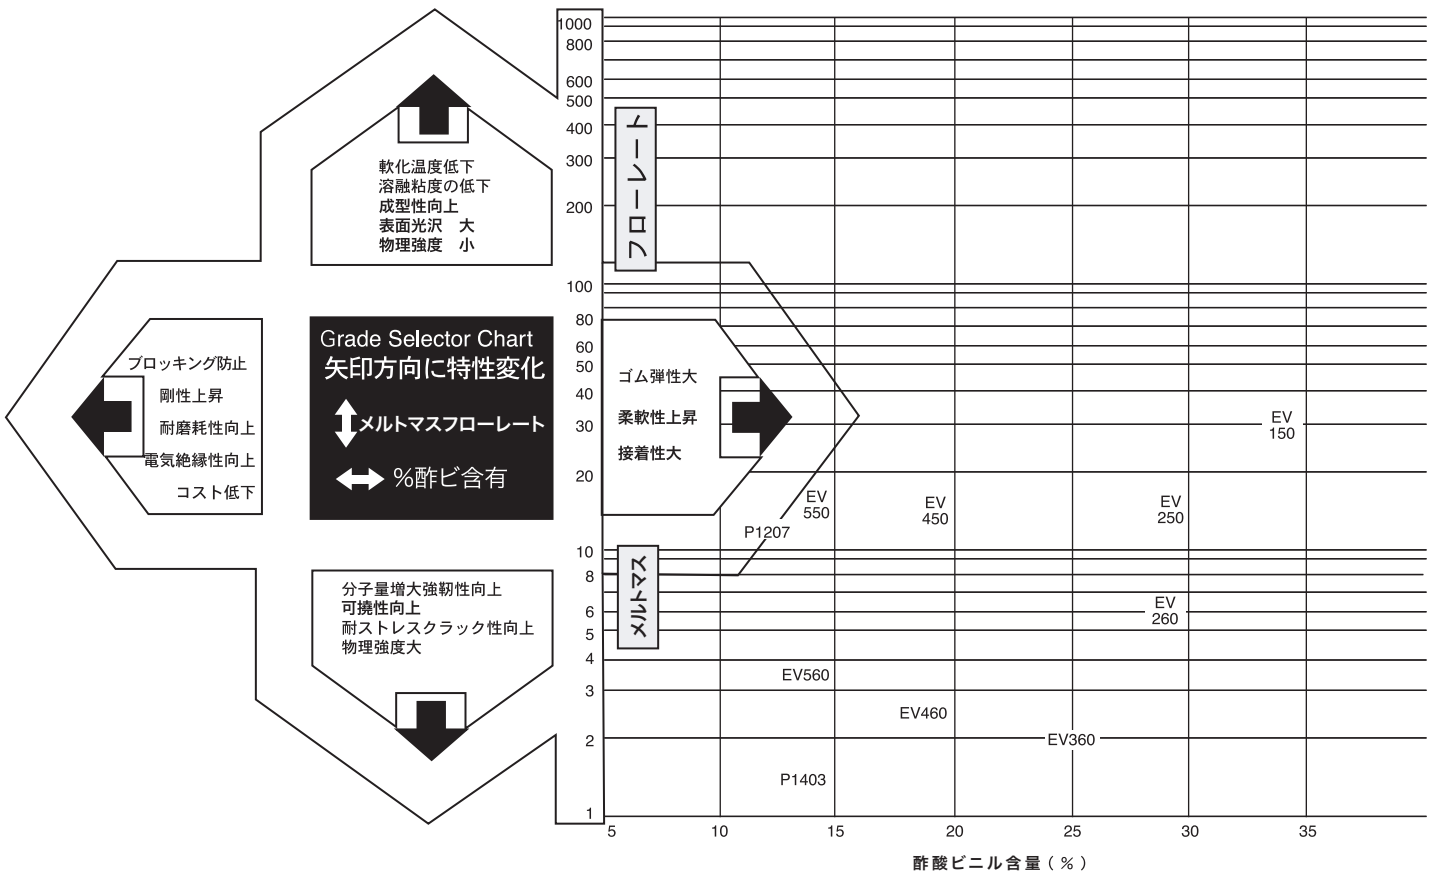 軟化温度低下
溶融粘度の低下
成型性向上
表面光沢　大
物理強度　小
ブロッキング防止
剛性上昇
耐磨耗性向上
電気絶縁性向上
コスト低下
Grade Selector Chart
矢印方向に特性変化
メルトマスフローレート
%酢ビ含有
ゴム弾性大
柔軟性上昇
接着性大
分子量増大強靭性向上
可撓性向上
耐ストレスクラック性向上
物理強度大
フローレート
メルトマス
1000
800
600
500
400
300
200
100
80
60
50
40
30
20
10
8
6
5
4
3
2
1
EV
150
EV
550
EV
450
EV
250
P1207
EV
260
EV560
EV460
EV360
P1403
5
10
15
20
25
30
35
酢酸ビニル含量（％）